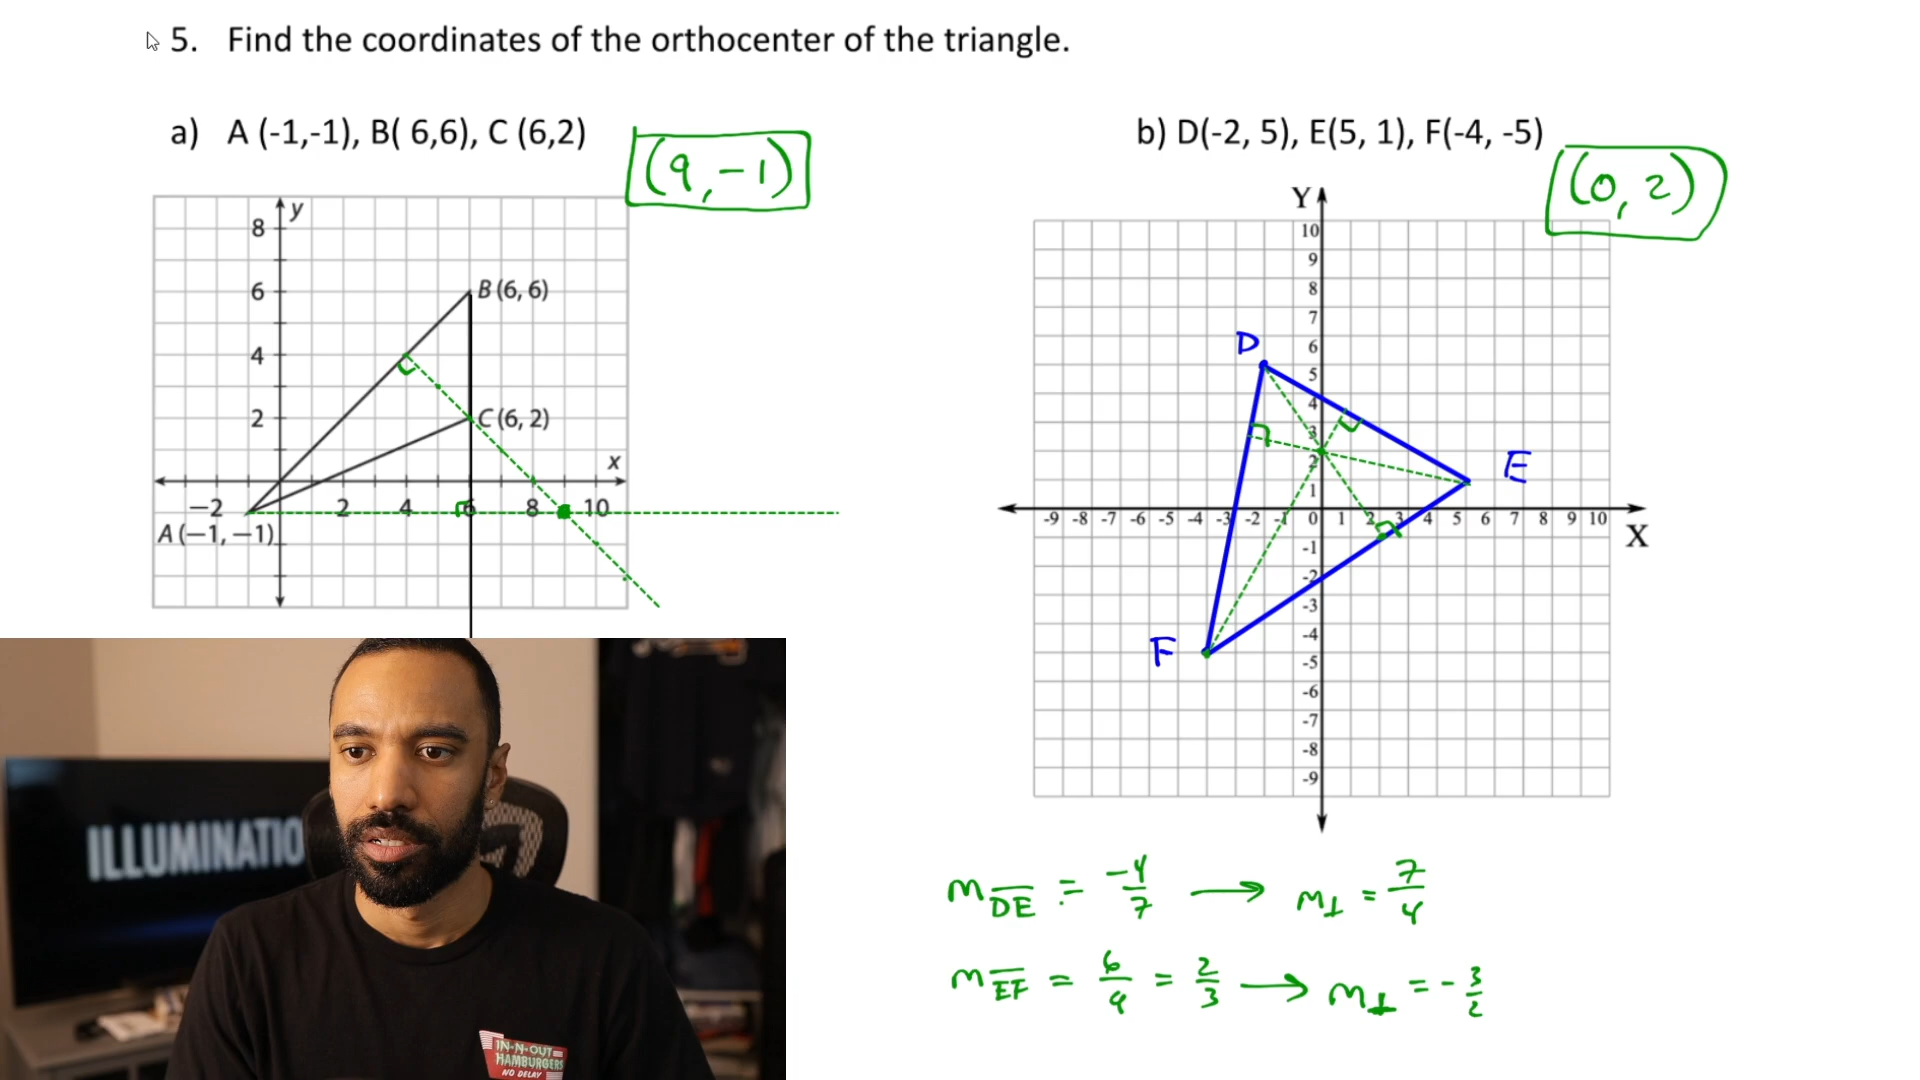 5. Find the coordinates of the orthocenter of the triangle.
a) A (-1,-1), B( 6,6), C (6,2)
(9,-1)
y
8
6
4
2
B (6, 6)
C (6, 2)
x
−2
2
4
6
8
10
A (−1, −1)
b) D(-2, 5), E(5, 1), F(-4, -5)
(0,2)
Y
10
9
8
7
6
5
4
3
2
1
D
E
F
-9 -8 -7 -6 -5 -4 -3 -2 -1 0 1 2 3 4 5 6 7 8 9 10
X
-1
-2
-3
-4
-5
-6
-7
-8
-9
m DE = -4/7 → m⊥ = 7/4
m EF = 6/9 = 2/3 → m⊥ = -3/2
ILLUMINATIO
IN-N-OUT
HAMBURGERS
NO DELAY